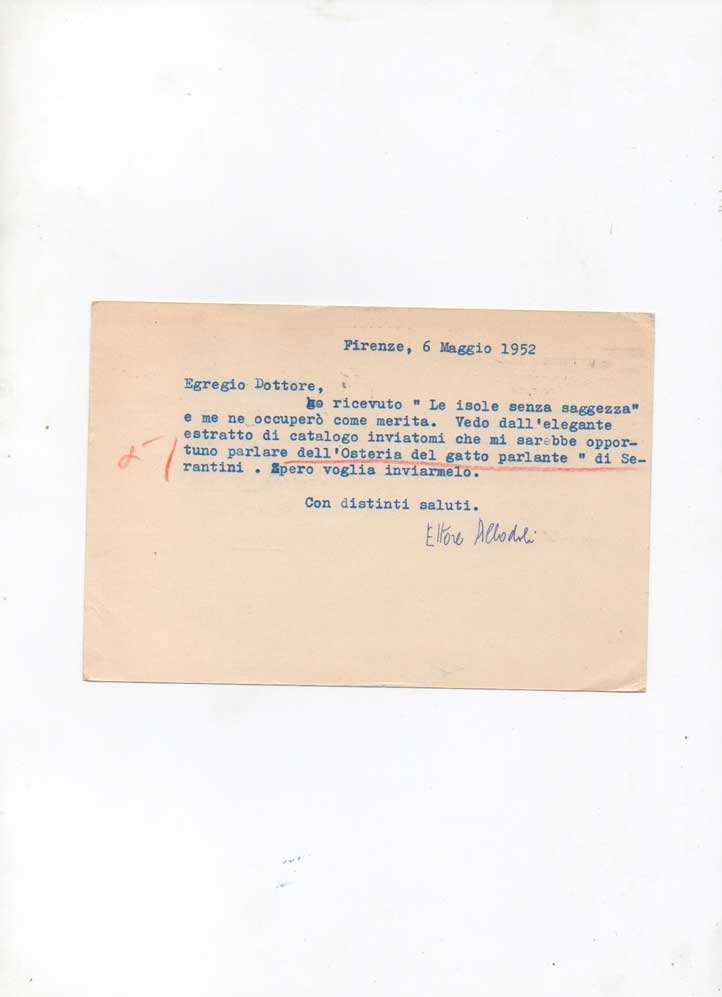 Firenze, 6 Maggio 1952
Egregio Dottore,
ho ricevuto " Le isole senza saggezza"
e me ne occuperò come merita. Vedo dall'elegante
estratto di catalogo inviatomi che mi sarebbe oppor-
tuno parlare dell'Osteria del gatto parlante " di Se-
rantini . Spero voglia inviarmelo.
Con distinti saluti.
Ettore Allodoli